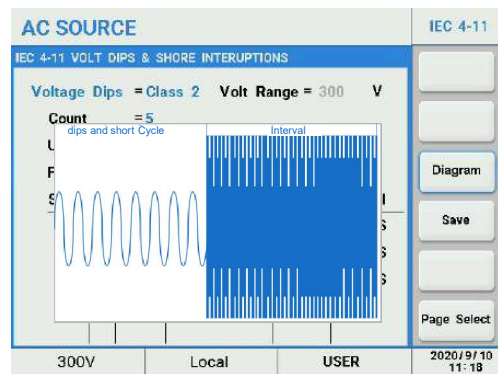 AC SOURCE
IEC 4-11
IEC 4-11 VOLT DIPS & SHORE INTERUPTIONS
Voltage Dips = Class 2 Volt Range = 300 V
Count = 5
dips and short Cycle Interval
Diagram
Save
Page Select
300V Local USER
2020/9/10
11:18